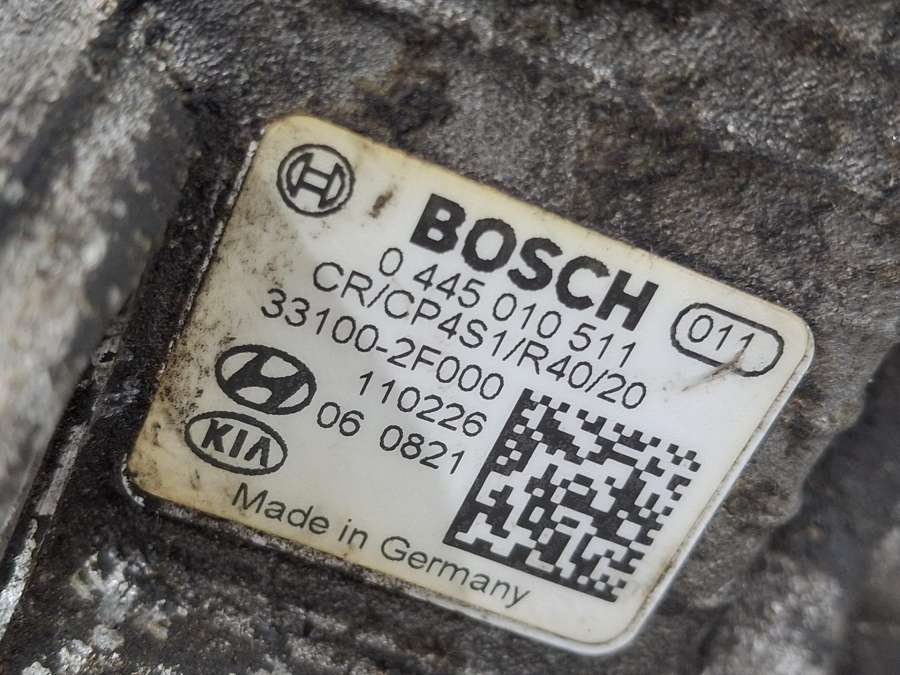 BOSCH
0 445 010 511
011
CR/CP4S1/R40/20
33100-2F000
110226
06 0821
KIA
Made in Germany